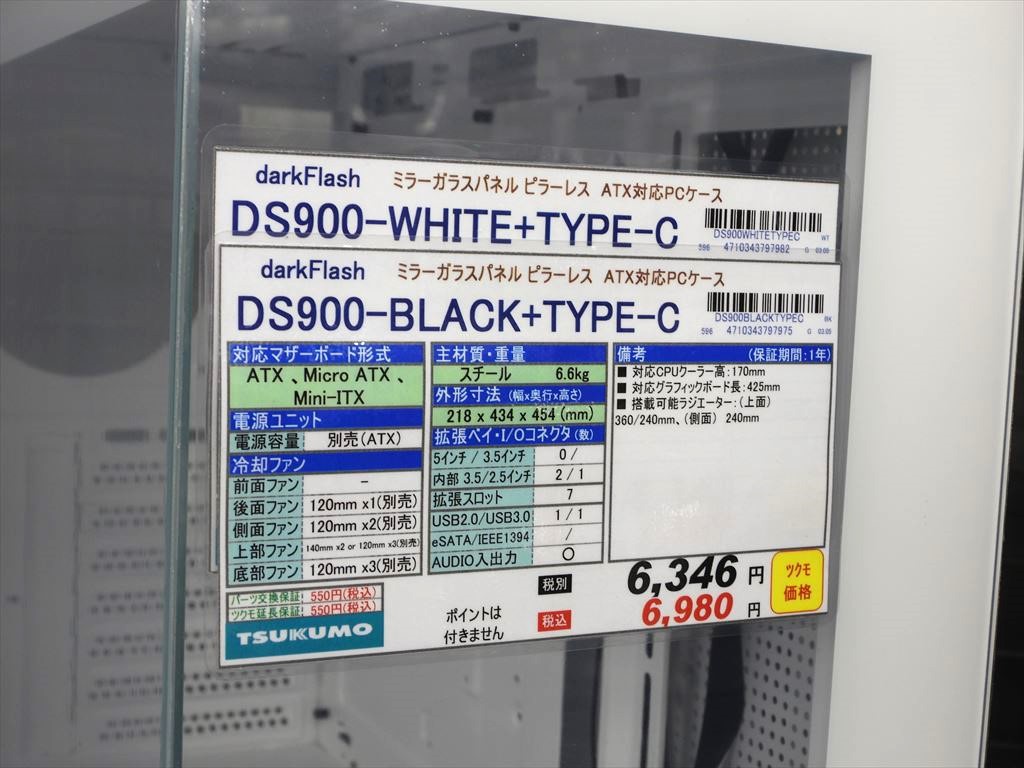 darkFlash ミラーガラスパネル ピラーレス ATX対応PCケース
DS900-WHITE+TYPE-C
DS900WHITETYPEC WT
596 4710343797982 G 03:05
darkFlash ミラーガラスパネル ピラーレス ATX対応PCケース
DS900-BLACK+TYPE-C
DS900BLACKTYPEC BK
596 4710343797975 G 03:05
対応マザーボード形式
ATX 、Micro ATX 、
Mini-ITX
電源ユニット
電源容量 別売(ATX)
冷却ファン
前面ファン －
後面ファン 120mm x1(別売)
側面ファン 120mm x2(別売)
上部ファン 140mm x2 or 120mm x3(別売)
底部ファン 120mm x3(別売)
主材質・重量
スチール 6.6kg
外形寸法 (幅x奥行x高さ)
218 x 434 x 454 (mm)
拡張ベイ・I/Oコネクタ(数)
5インチ / 3.5インチ 0 /
内部 3.5/2.5インチ 2 / 1
拡張スロット 7
USB2.0/USB3.0 1 / 1
eSATA/IEEE1394 /
AUDIO入出力 ○
備考 (保証期間:1年)
■ 対応CPUクーラー高:170mm
■ 対応グラフィックボード長:425mm
■ 搭載可能ラジエーター:(上面)
360/240mm、(側面) 240mm
パーツ交換保証 550円(税込)
ツクモ延長保証 550円(税込)
TSUKUMO
ポイントは
付きません
税別 6,346 円
税込 6,980 円
ツクモ
価格